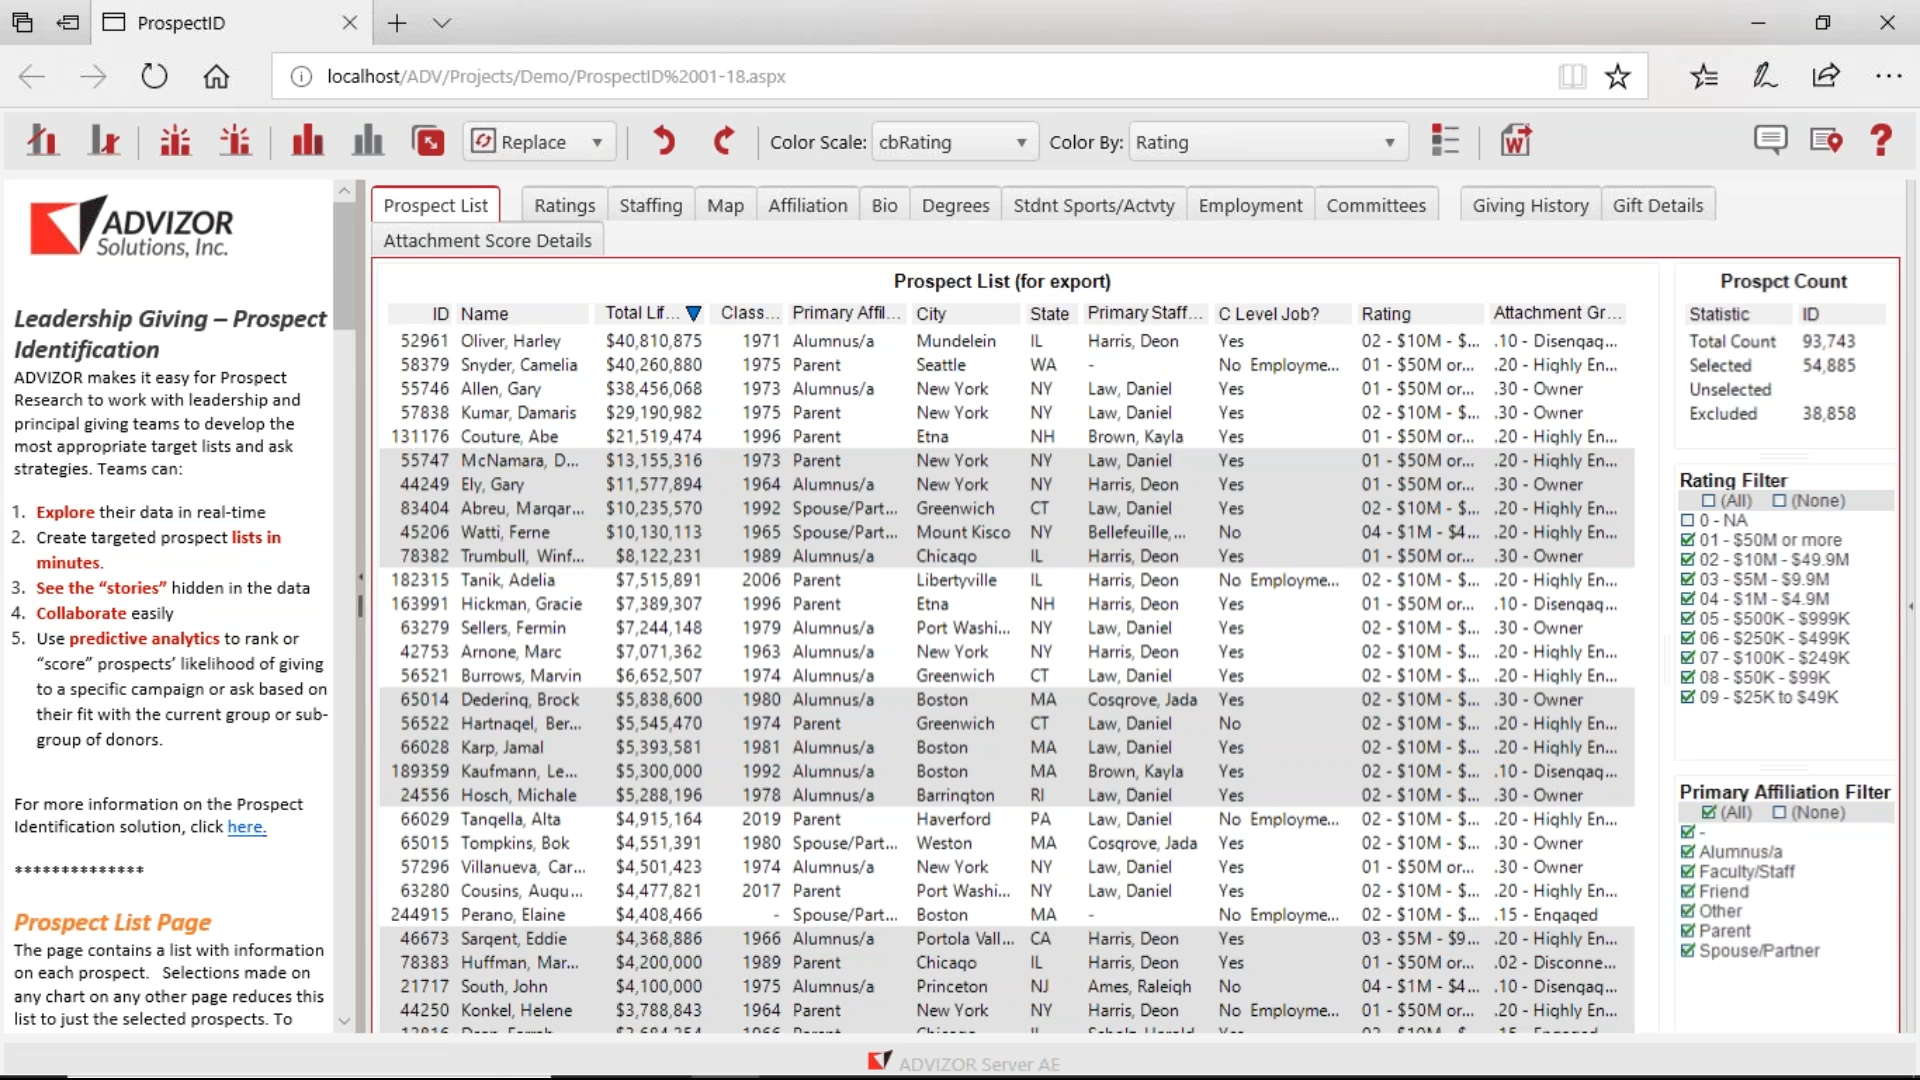 ProspectID
localhost/ADV/Projects/Demo/ProspectID%2001-18.aspx
Replace
Color Scale: cbRating
Color By: Rating
ADVIZOR
Solutions, Inc.
Leadership Giving – Prospect
Identification
ADVIZOR makes it easy for Prospect
Research to work with leadership and
principal giving teams to develop the
most appropriate target lists and ask
strategies. Teams can:
1. Explore their data in real-time
2. Create targeted prospect lists in
minutes.
3. See the “stories” hidden in the data
4. Collaborate easily
5. Use predictive analytics to rank or
“score” prospects’ likelihood of giving
to a specific campaign or ask based on
their fit with the current group or sub-
group of donors.
For more information on the Prospect
Identification solution, click here.
**************
Prospect List Page
The page contains a list with information
on each prospect. Selections made on
any chart on any other page reduces this
list to just the selected prospects. To
Prospect List Ratings Staffing Map Affiliation Bio Degrees Stdnt Sports/Actvty Employment Committees Giving History Gift Details
Attachment Score Details
Prospect List (for export)
ID Name Total Lif... Class... Primary Affil... City State Primary Staff... C Level Job? Rating Attachment Gr...
52961 Oliver, Harley $40,810,875 1971 Alumnus/a Mundelein IL Harris, Deon Yes 02 - $10M - $... .10 - Disengag...
58379 Snyder, Camelia $40,260,880 1975 Parent Seattle WA - No Employme... 01 - $50M or... .20 - Highly En...
55746 Allen, Gary $38,456,068 1973 Alumnus/a New York NY Law, Daniel Yes 01 - $50M or... .30 - Owner
57838 Kumar, Damaris $29,190,982 1975 Parent New York NY Law, Daniel Yes 02 - $10M - $... .30 - Owner
131176 Couture, Abe $21,519,474 1996 Parent Etna NH Brown, Kayla Yes 01 - $50M or... .20 - Highly En...
55747 McNamara, D... $13,155,316 1973 Parent New York NY Law, Daniel Yes 01 - $50M or... .20 - Highly En...
44249 Ely, Gary $11,577,894 1964 Alumnus/a New York NY Harris, Deon Yes 01 - $50M or... .30 - Owner
83404 Abreu, Margar... $10,235,570 1992 Spouse/Part... Greenwich CT Law, Daniel Yes 02 - $10M - $... .20 - Highly En...
45206 Watti, Ferne $10,130,113 1965 Spouse/Part... Mount Kisco NY Bellefeuille,... No 04 - $1M - $4... .20 - Highly En...
78382 Trumbull, Winf... $8,122,231 1989 Alumnus/a Chicago IL Harris, Deon Yes 01 - $50M or... .30 - Owner
182315 Tanik, Adelia $7,515,891 2006 Parent Libertyville IL Harris, Deon No Employme... 02 - $10M - $... .20 - Highly En...
163991 Hickman, Gracie $7,389,307 1996 Parent Etna NH Harris, Deon Yes 01 - $50M or... .10 - Disengag...
63279 Sellers, Fermin $7,244,148 1979 Alumnus/a Port Washi... NY Law, Daniel Yes 02 - $10M - $... .30 - Owner
42753 Arnone, Marc $7,071,362 1963 Alumnus/a New York NY Harris, Deon Yes 02 - $10M - $... .20 - Highly En...
56521 Burrows, Marvin $6,652,507 1974 Alumnus/a Greenwich CT Law, Daniel Yes 02 - $10M - $... .20 - Highly En...
65014 Dedering, Brock $5,838,600 1980 Alumnus/a Boston MA Cosgrove, Jada Yes 02 - $10M - $... .30 - Owner
56522 Hartnagel, Ber... $5,545,470 1974 Parent Greenwich CT Law, Daniel No 02 - $10M - $... .20 - Highly En...
66028 Karp, Jamal $5,393,581 1981 Alumnus/a Boston MA Law, Daniel Yes 02 - $10M - $... .20 - Highly En...
189359 Kaufmann, Le... $5,300,000 1992 Alumnus/a Boston MA Brown, Kayla Yes 02 - $10M - $... .10 - Disengag...
24556 Hosch, Michale $5,288,196 1978 Alumnus/a Barrington RI Law, Daniel Yes 02 - $10M - $... .30 - Owner
66029 Tangella, Alta $4,915,164 2019 Parent Haverford PA Law, Daniel No Employme... 02 - $10M - $... .20 - Highly En...
65015 Tompkins, Bok $4,551,391 1980 Spouse/Part... Weston MA Cosgrove, Jada Yes 02 - $10M - $... .30 - Owner
57296 Villanueva, Car... $4,501,423 1974 Alumnus/a New York NY Law, Daniel Yes 01 - $50M or... .30 - Owner
63280 Cousins, Augu... $4,477,821 2017 Parent Port Washi... NY Law, Daniel Yes 02 - $10M - $... .20 - Highly En...
244915 Perano, Elaine $4,408,466 - Spouse/Part... Boston MA - No Employme... 02 - $10M - $... .15 - Engaged
46673 Sargent, Eddie $4,368,886 1966 Alumnus/a Portola Vall... CA Harris, Deon Yes 03 - $5M - $9... .20 - Highly En...
78383 Huffman, Mar... $4,200,000 1989 Parent Chicago IL Harris, Deon Yes 01 - $50M or... .02 - Disconne...
21717 South, John $4,100,000 1975 Alumnus/a Princeton NJ Ames, Raleigh No 04 - $1M - $4... .10 - Disengag...
44250 Konkel, Helene $3,788,843 1964 Parent New York NY Harris, Deon No Employme... 01 - $50M or... .20 - Highly En...
Prospct Count
Statistic ID
Total Count 93,743
Selected 54,885
Unselected
Excluded 38,858
Rating Filter
(All) (None)
0 - NA
01 - $50M or more
02 - $10M - $49.9M
03 - $5M - $9.9M
04 - $1M - $4.9M
05 - $500K - $999K
06 - $250K - $499K
07 - $100K - $249K
08 - $50K - $99K
09 - $25K to $49K
Primary Affiliation Filter
(All) (None)
-
Alumnus/a
Faculty/Staff
Friend
Other
Parent
Spouse/Partner
ADVIZOR Server AE